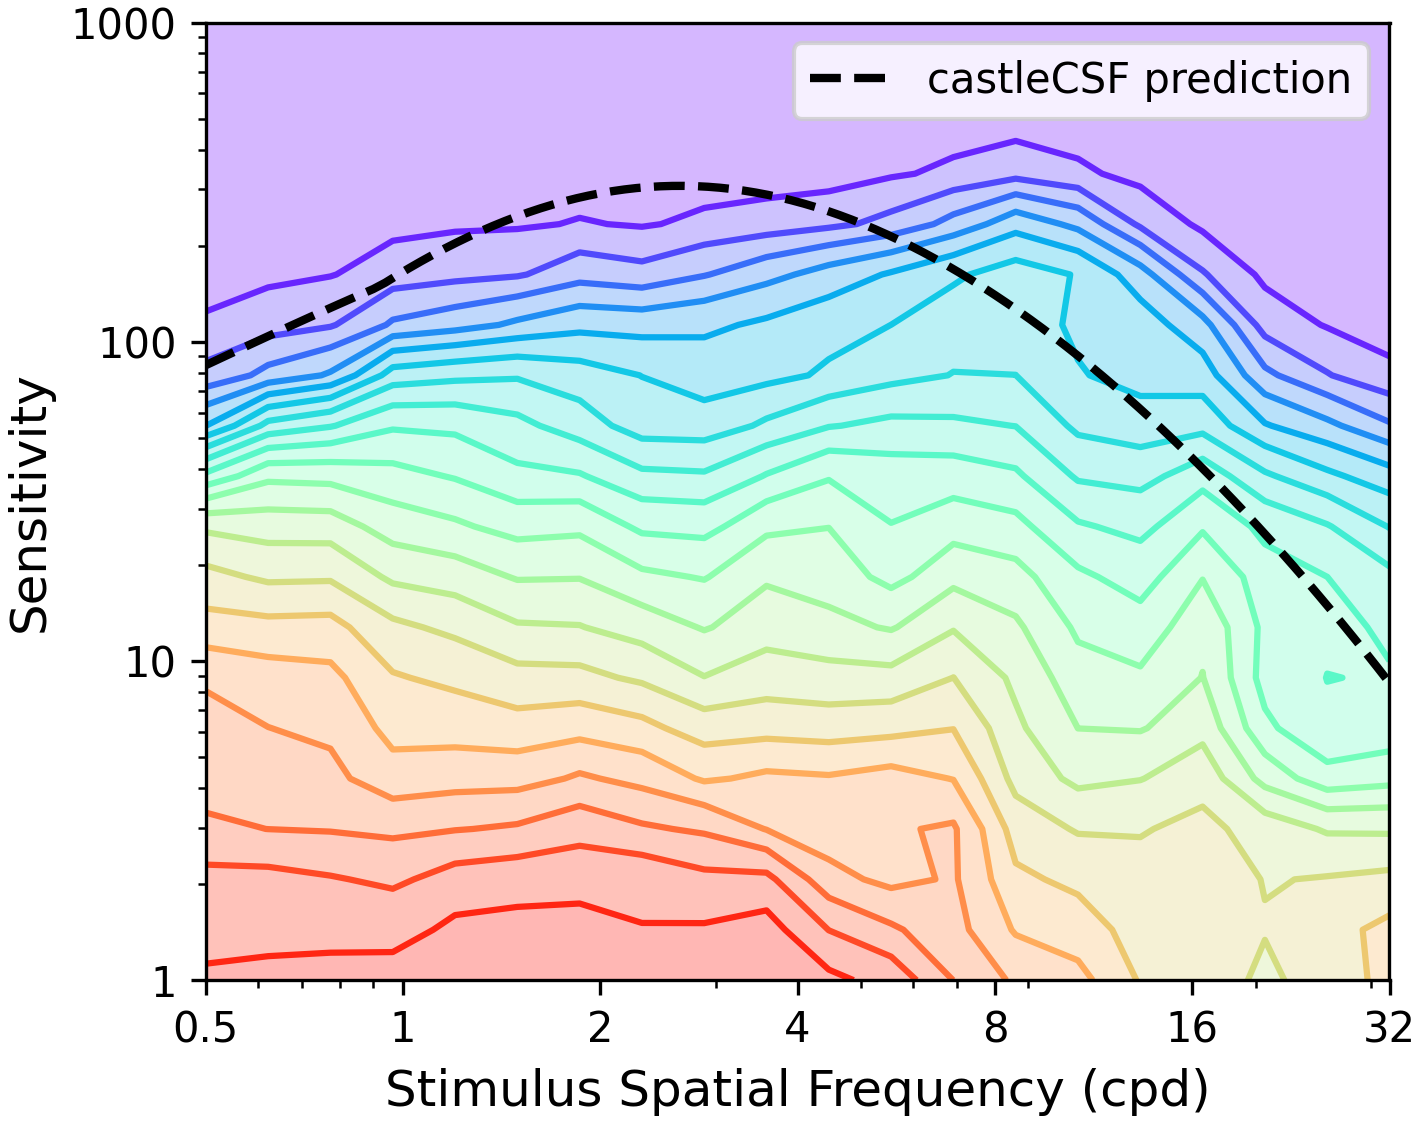 1000
castleCSF prediction
100
Sensitivity
10
1
0.5 1 2 4 8 16 32
Stimulus Spatial Frequency (cpd)